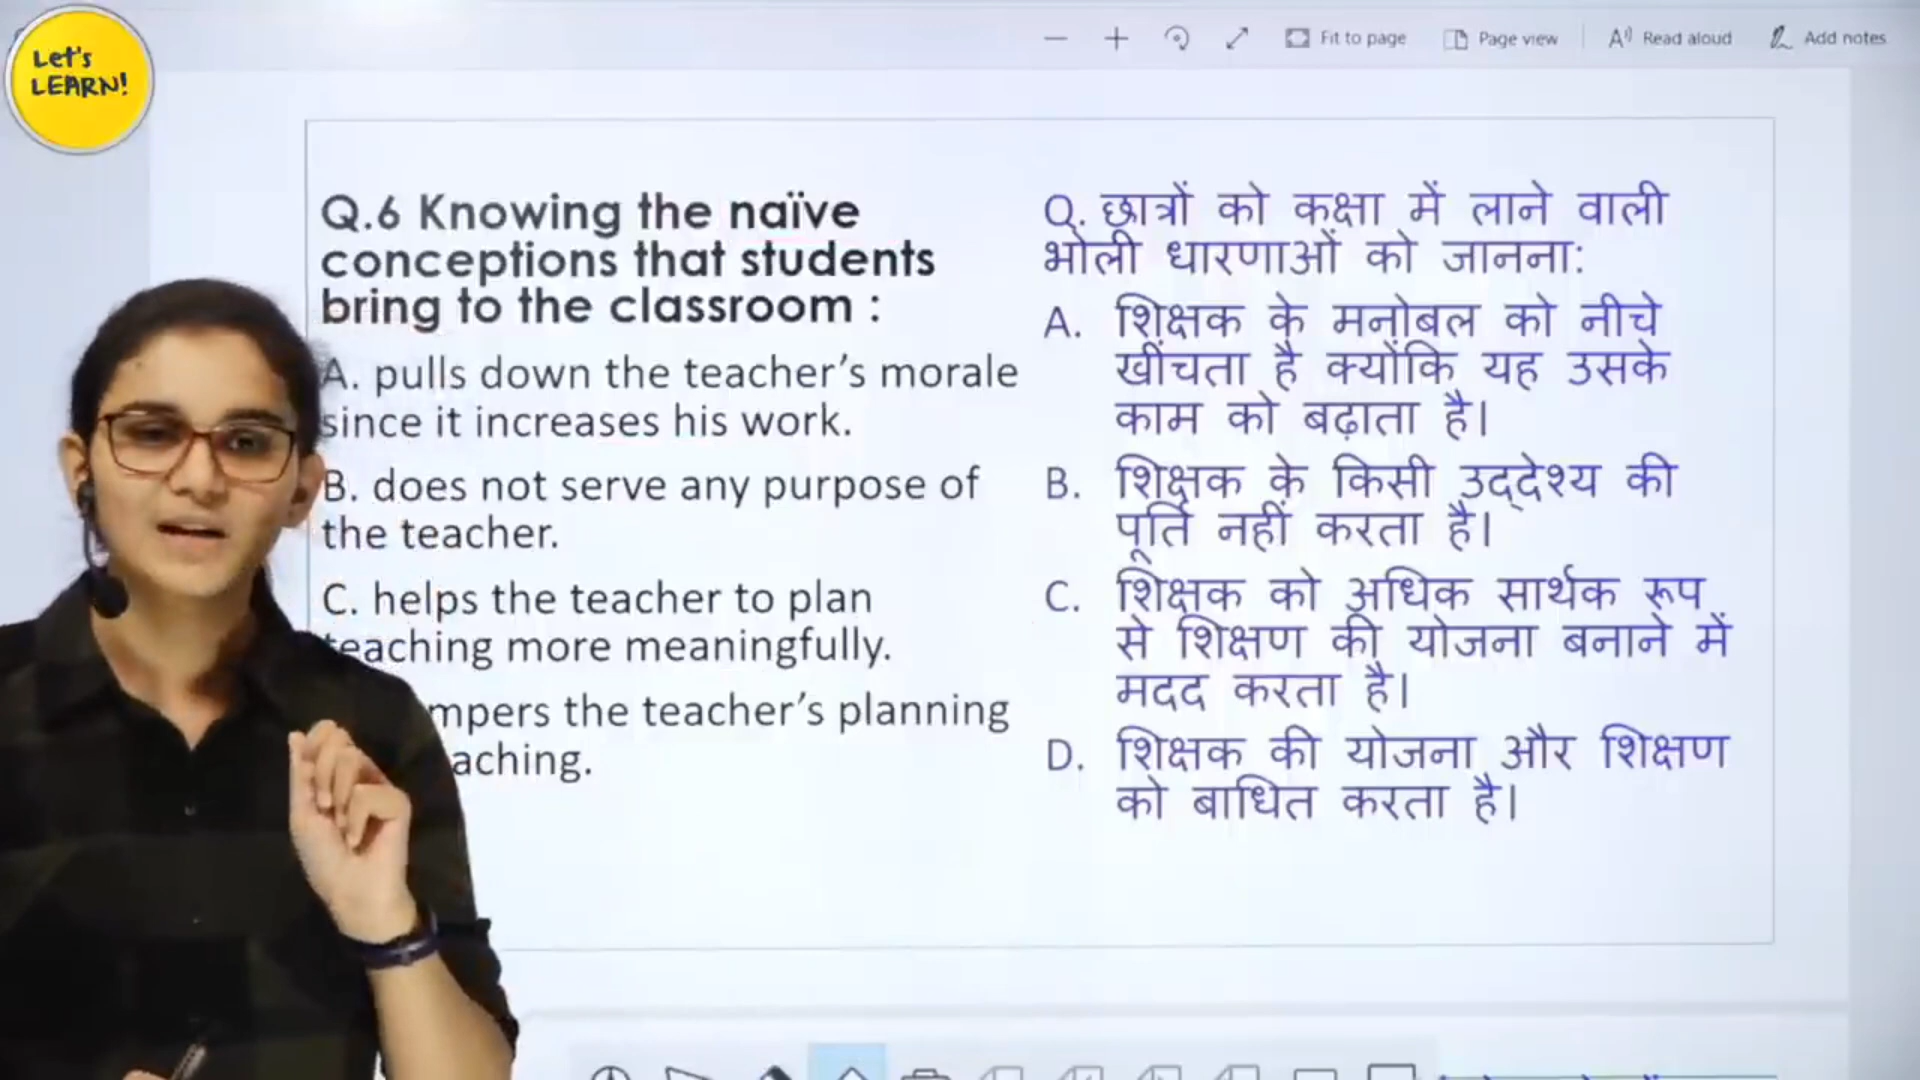 Let's
LEARN!
Fit to page
Page view
Read aloud
Add notes
Q.6 Knowing the naïve
conceptions that students
bring to the classroom :
A. pulls down the teacher’s morale
since it increases his work.
B. does not serve any purpose of
the teacher.
C. helps the teacher to plan
teaching more meaningfully.
the teacher’s planning
Q. छात्रों को कक्षा में लाने वाली
भोली धारणाओं को जानना:
A. शिक्षक के मनोबल को नीचे
खींचता है क्योंकि यह उसके
काम को बढ़ाता है।
B. शिक्षक के किसी उद्देश्य की
पूर्ति नहीं करता है।
C. शिक्षक को अधिक सार्थक रूप
से शिक्षण की योजना बनाने में
मदद करता है।
D. शिक्षक की योजना और शिक्षण
को बाधित करता है।